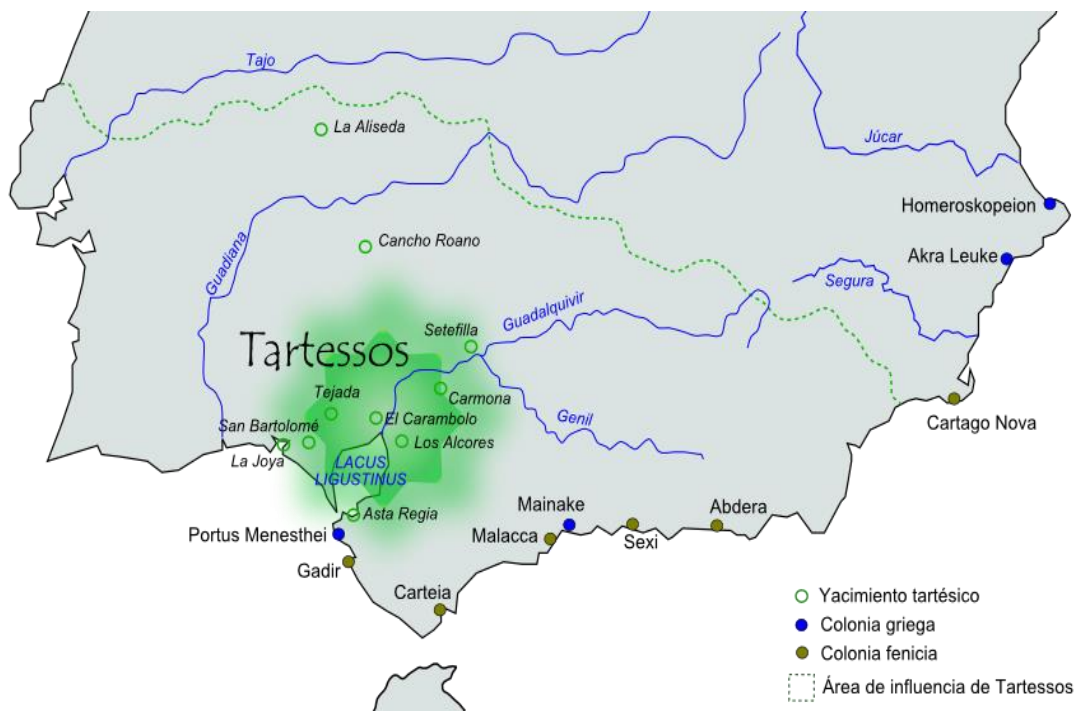 Tajo
La Aliseda
Júcar
Homeroskopeion
Cancho Roano
Guadiana
Akra Leuke
Segura
Guadalquivir
Setefilla
Tartessos
Tejada
Carmona
Cartago Nova
San Bartolomé
El Carambolo
Genil
Los Alcores
La Joya
LACUS
LIGUSTINUS
Asta Regia
Mainake
Abdera
Portus Menesthei
Malacca
Sexi
Gadir
Carteia
Yacimiento tartésico
Colonia griega
Colonia fenicia
Área de influencia de Tartessos